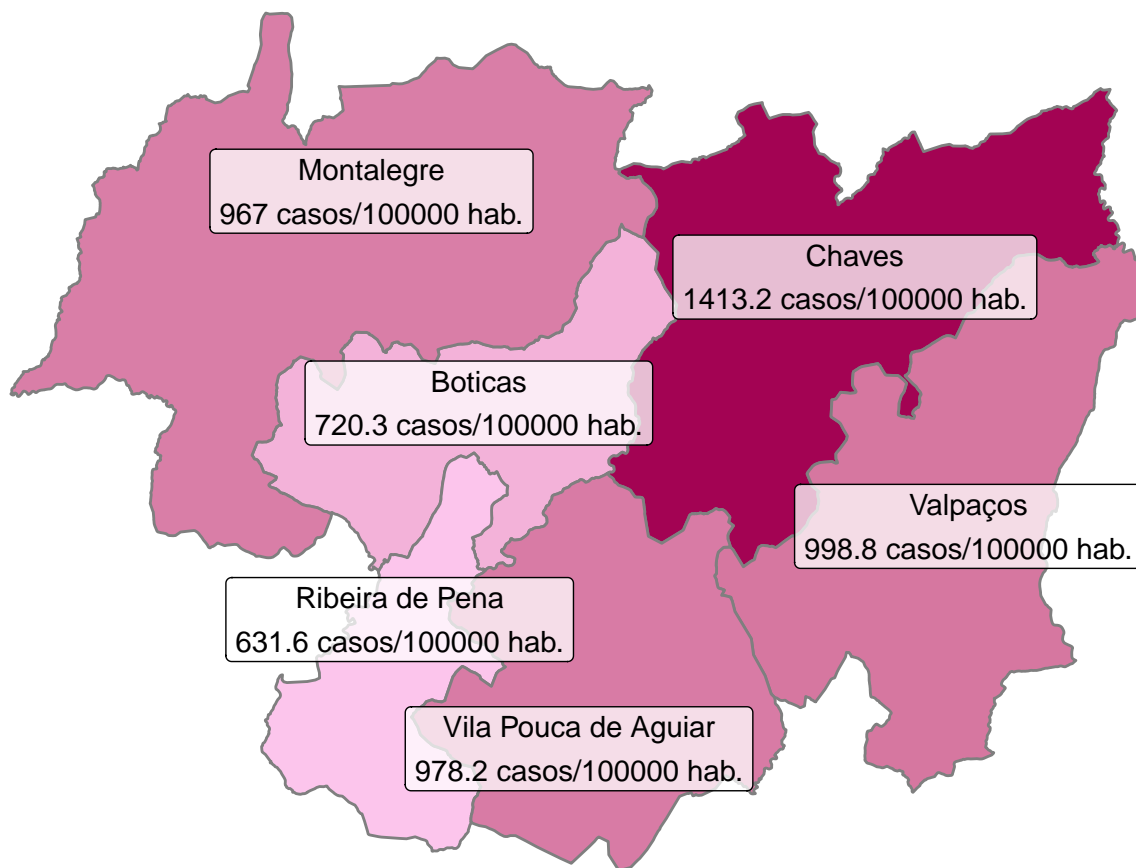 Montalegre
967 casos/100000 hab.
Chaves
1413.2 casos/100000 hab.
Boticas
720.3 casos/100000 hab.
Valpaços
998.8 casos/100000 hab.
Ribeira de Pena
631.6 casos/100000 hab.
Vila Pouca de Aguiar
978.2 casos/100000 hab.